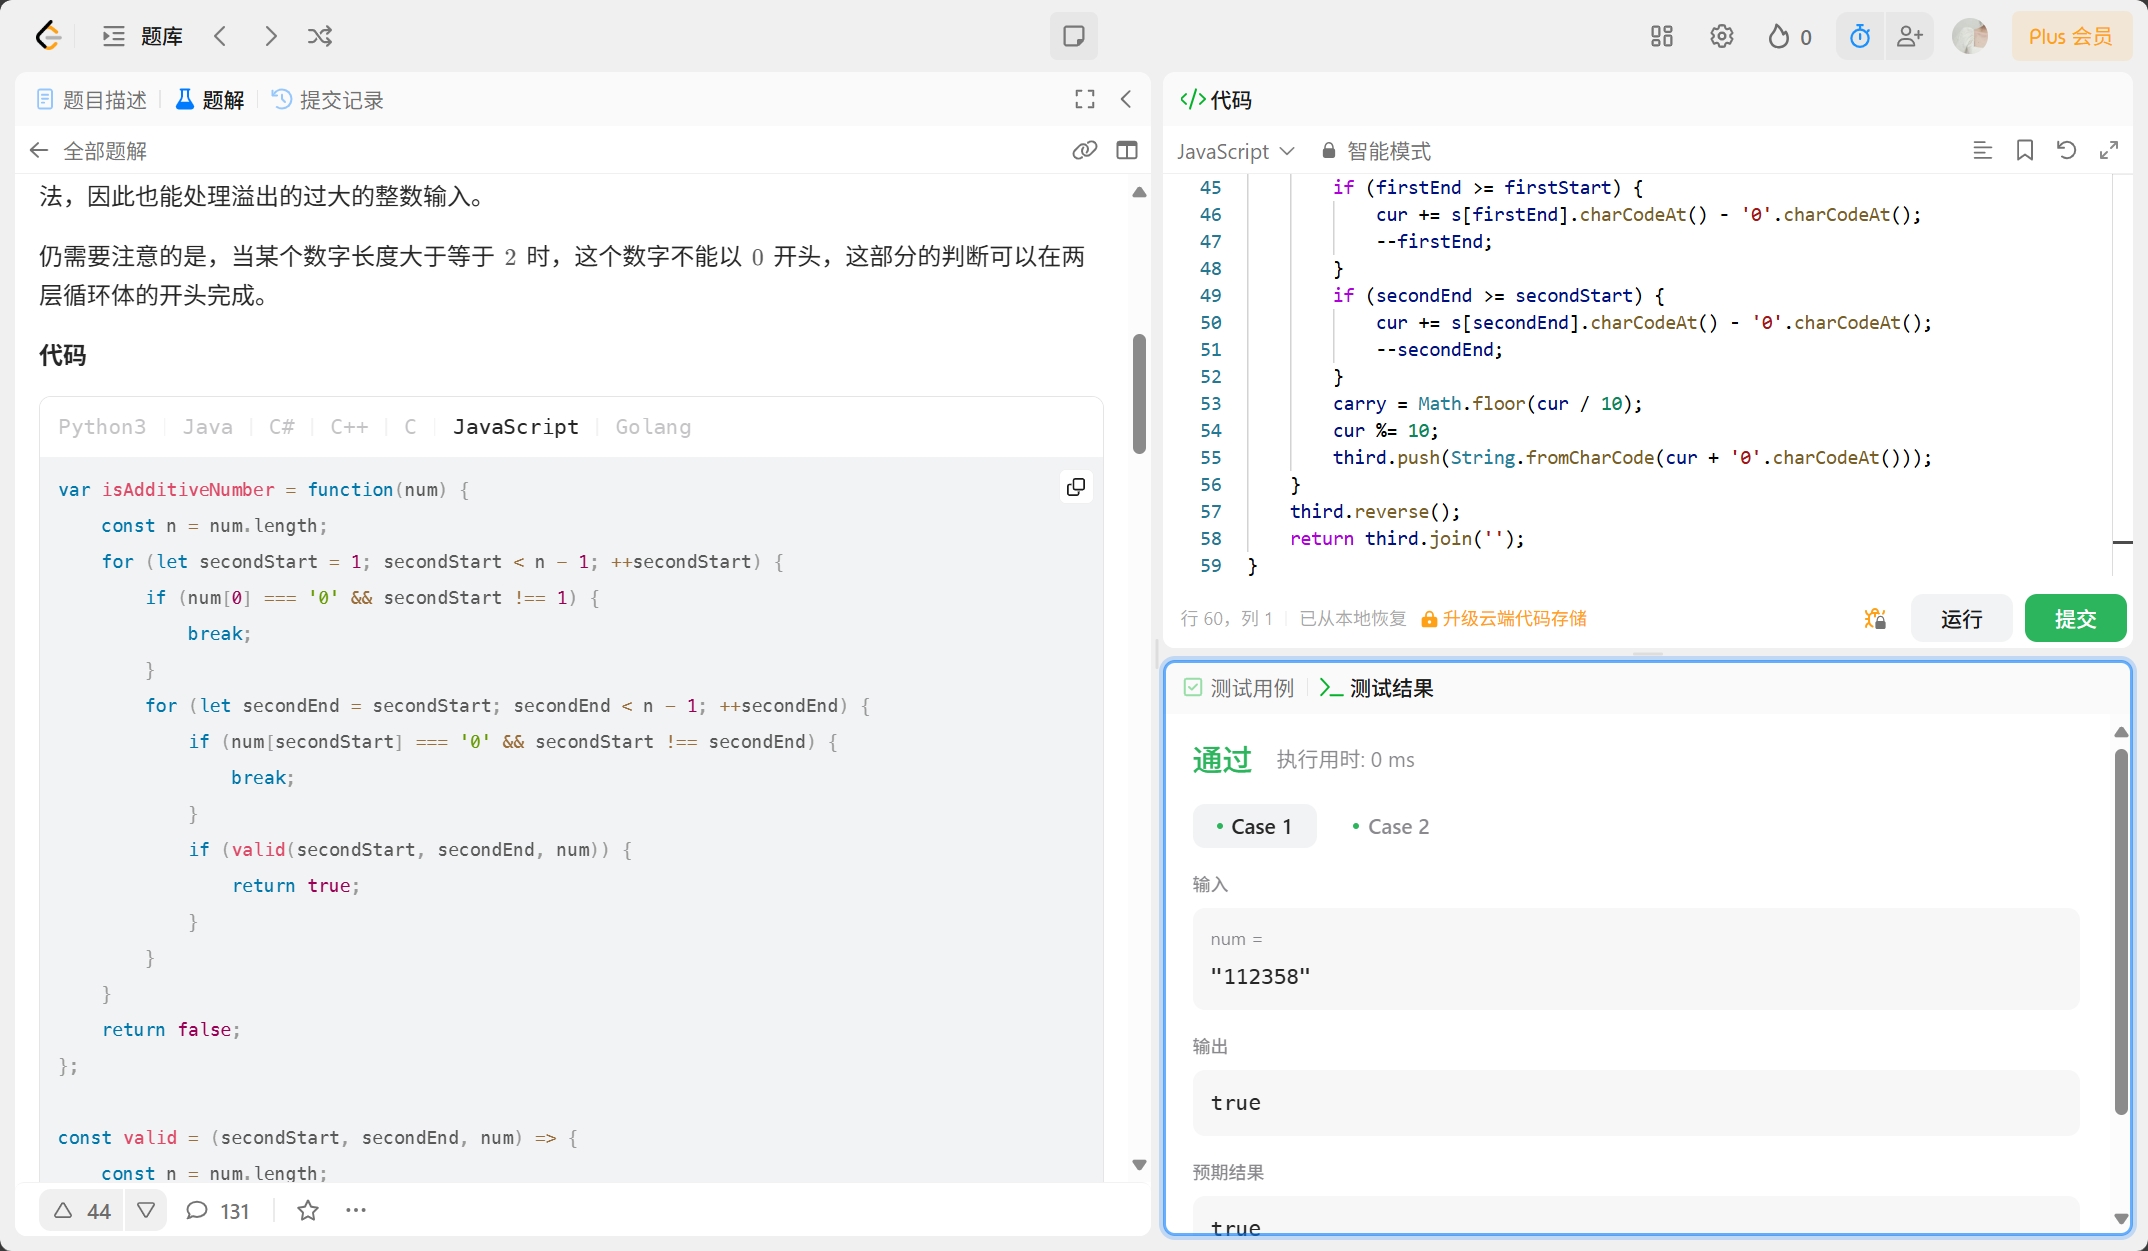 题库
0
Plus 会员
题目描述
题解
提交记录
全部题解
法，因此也能处理溢出的过大的整数输入。
仍需要注意的是，当某个数字长度大于等于 2 时，这个数字不能以 0 开头，这部分的判断可以在两
层循环体的开头完成。
代码
Python3 Java C# C++ C JavaScript Golang
var isAdditiveNumber = function(num) {
    const n = num.length;
    for (let secondStart = 1; secondStart < n - 1; ++secondStart) {
        if (num[0] === '0' && secondStart !== 1) {
            break;
        }
        for (let secondEnd = secondStart; secondEnd < n - 1; ++secondEnd) {
            if (num[secondStart] === '0' && secondStart !== secondEnd) {
                break;
            }
            if (valid(secondStart, secondEnd, num)) {
                return true;
            }
        }
    }
    return false;
};
const valid = (secondStart, secondEnd, num) => {
    const n = num.length;
44
131
</>代码
JavaScript
智能模式
45         if (firstEnd >= firstStart) {
46             cur += s[firstEnd].charCodeAt() - '0'.charCodeAt();
47             --firstEnd;
48         }
49         if (secondEnd >= secondStart) {
50             cur += s[secondEnd].charCodeAt() - '0'.charCodeAt();
51             --secondEnd;
52         }
53         carry = Math.floor(cur / 10);
54         cur %= 10;
55         third.push(String.fromCharCode(cur + '0'.charCodeAt()));
56     }
57     third.reverse();
58     return third.join('');
59 }
行 60，列 1
已从本地恢复
升级云端代码存储
运行
提交
测试用例
测试结果
通过
执行用时: 0 ms
Case 1
Case 2
输入
num =
"112358"
输出
true
预期结果
true